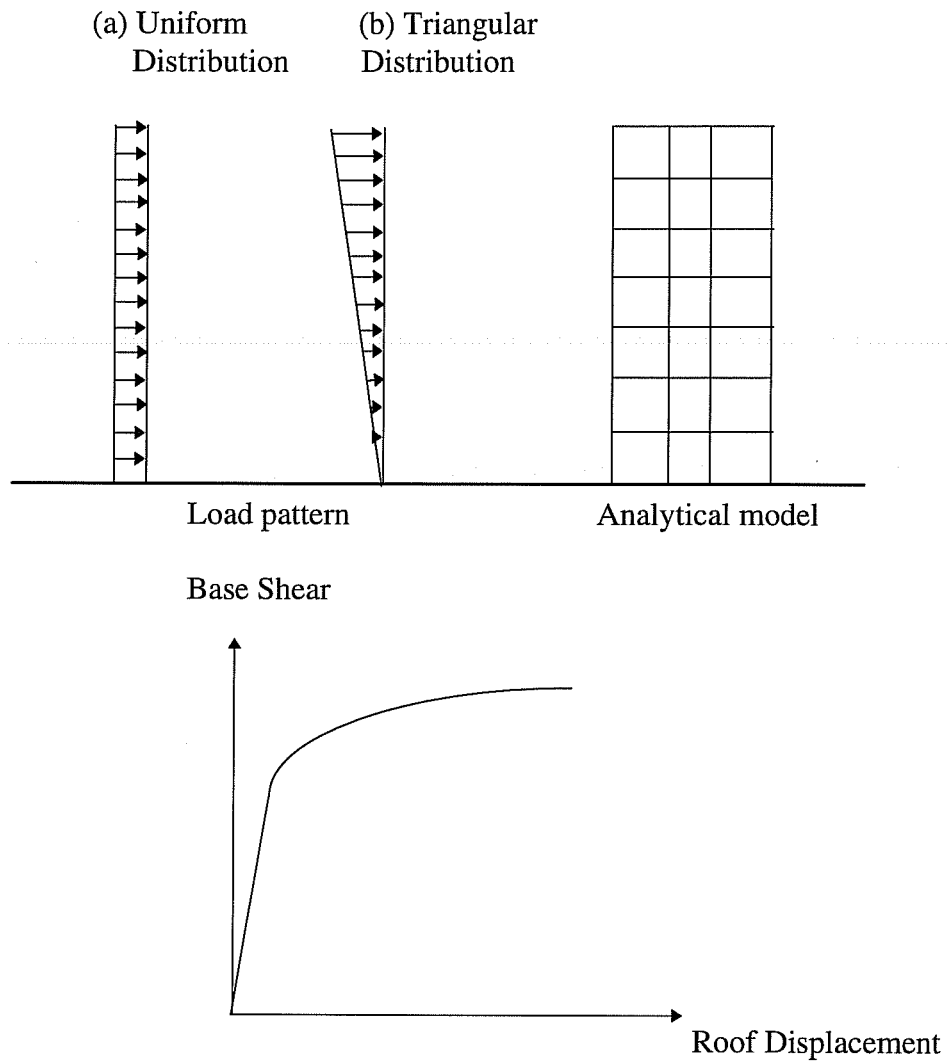 (a) Uniform
Distribution
(b) Triangular
Distribution
Load pattern
Analytical model
Base Shear
Roof Displacement